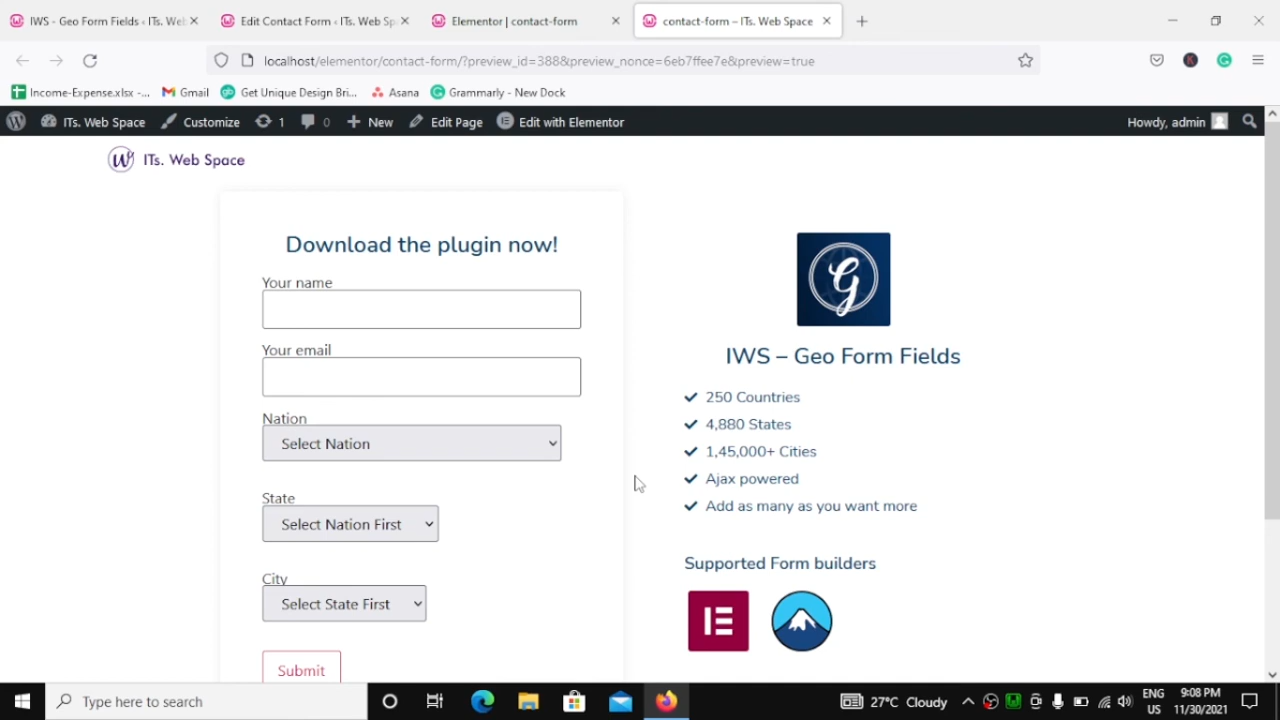 IWS - Geo Form Fields ‹ ITs. Web
Edit Contact Form ‹ ITs. Web Sp
Elementor | contact-form
contact-form – ITs. Web Space
localhost/elementor/contact-form/?preview_id=388&preview_nonce=6eb7ffee7e&preview=true
Income-Expense.xlsx -...
Gmail
Get Unique Design Bri...
Asana
Grammarly - New Dock
ITs. Web Space
Customize
1
0
New
Edit Page
Edit with Elementor
Howdy, admin
ITs. Web Space
Download the plugin now!
Your name
Your email
Nation
Select Nation
State
Select Nation First
City
Select State First
Submit
G
IWS – Geo Form Fields
250 Countries
4,880 States
1,45,000+ Cities
Ajax powered
Add as many as you want more
Supported Form builders
Type here to search
27°C Cloudy
ENG
US
9:08 PM
11/30/2021